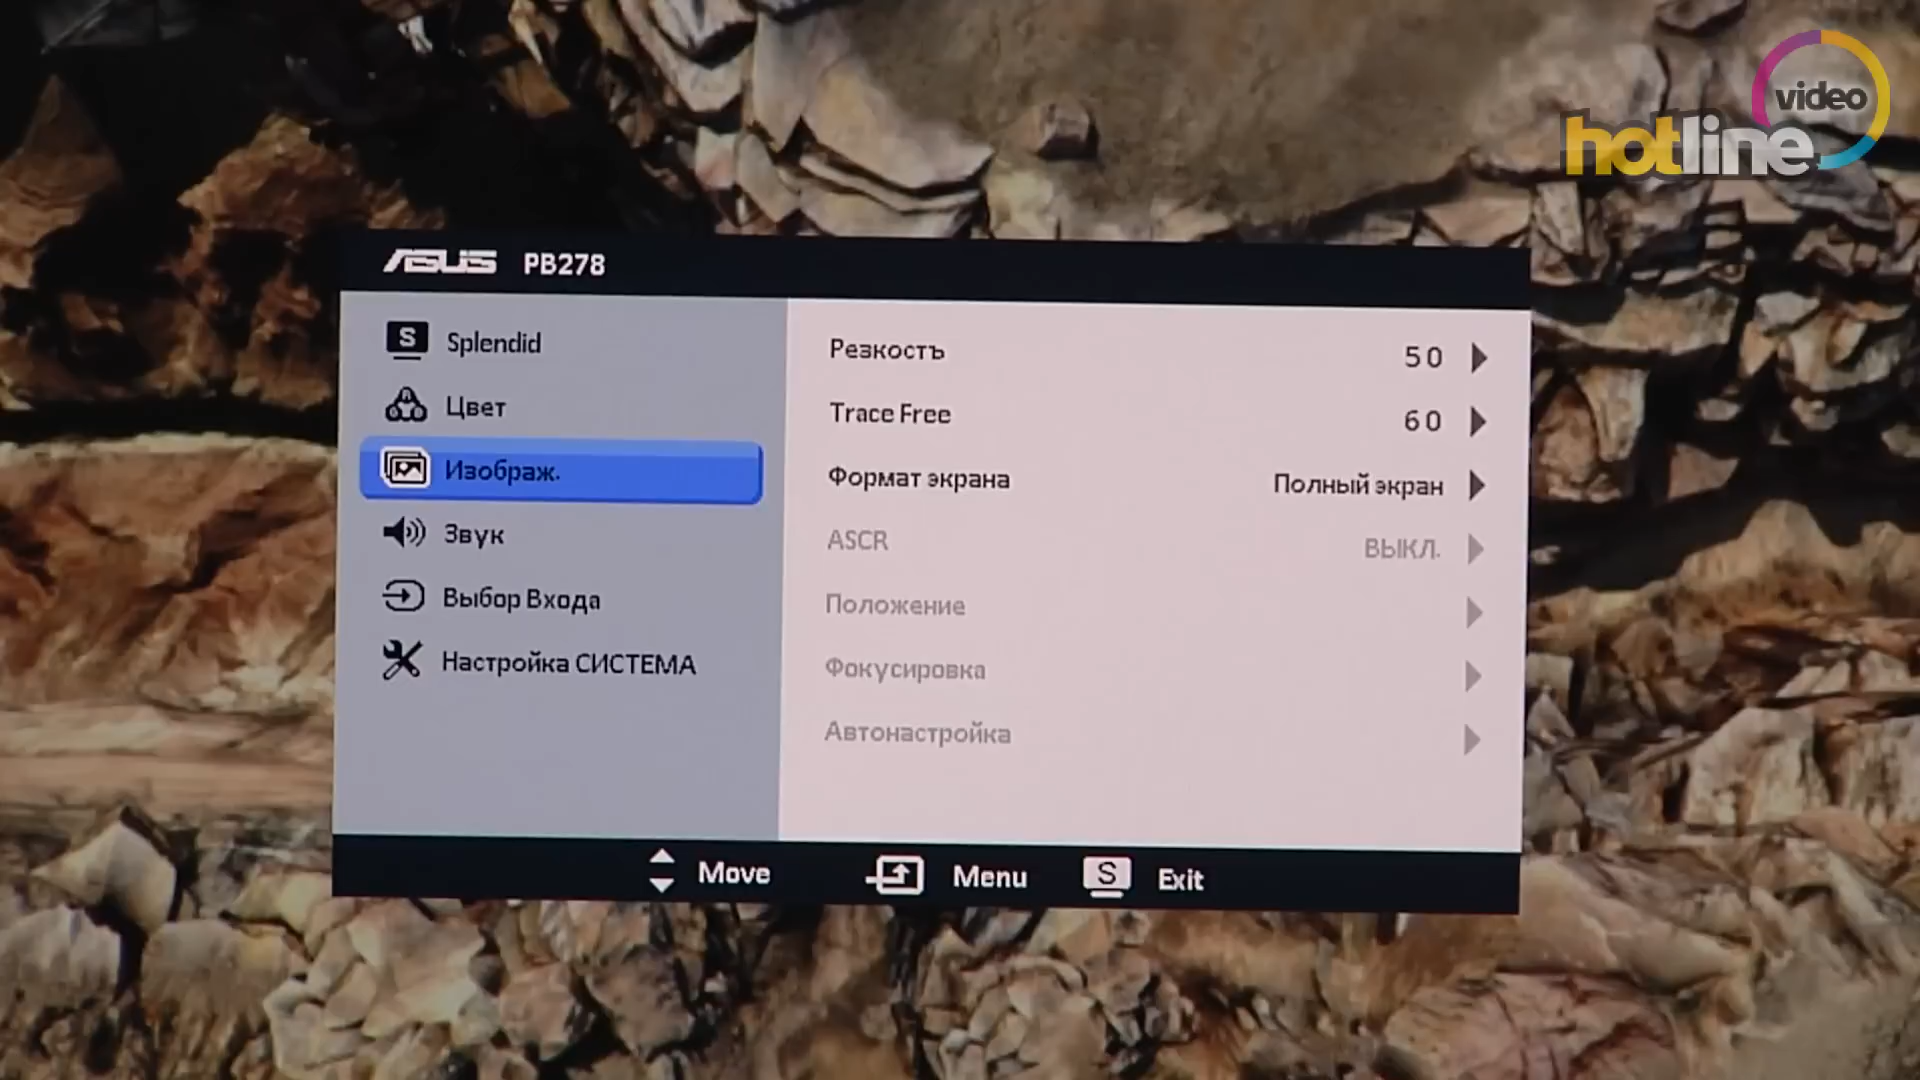 video
hotline
ASUS PB278
Splendid
Цвет
Изображ.
Звук
Выбор Входа
Настройка СИСТЕМА
Резкость 50
Trace Free 60
Формат экрана Полный экран
ASCR ВЫКЛ.
Положение
Фокусировка
Автонастройка
Move Menu S Exit